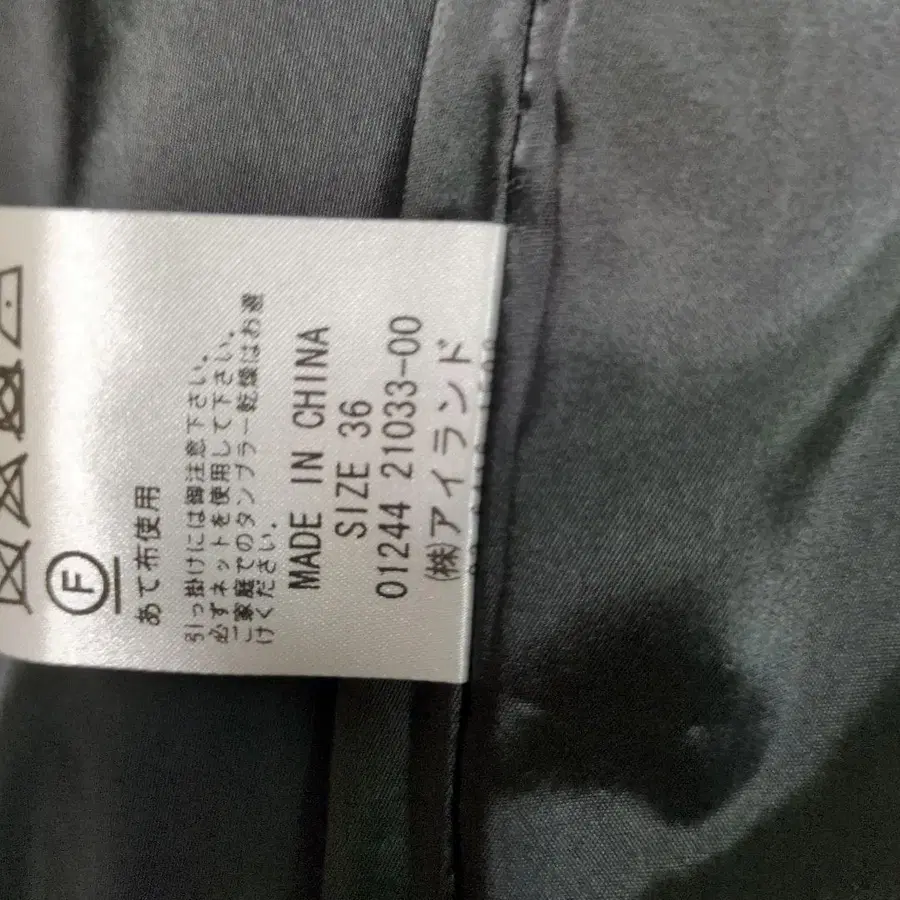 F
あて布使用
引っ掛けには御注意下さい。
必ずネットを使用して下さい。
ご家庭でのタンブラー乾燥はお避
けください。
MADE IN CHINA
SIZE 36
01244 21033-00
(株)アイランド